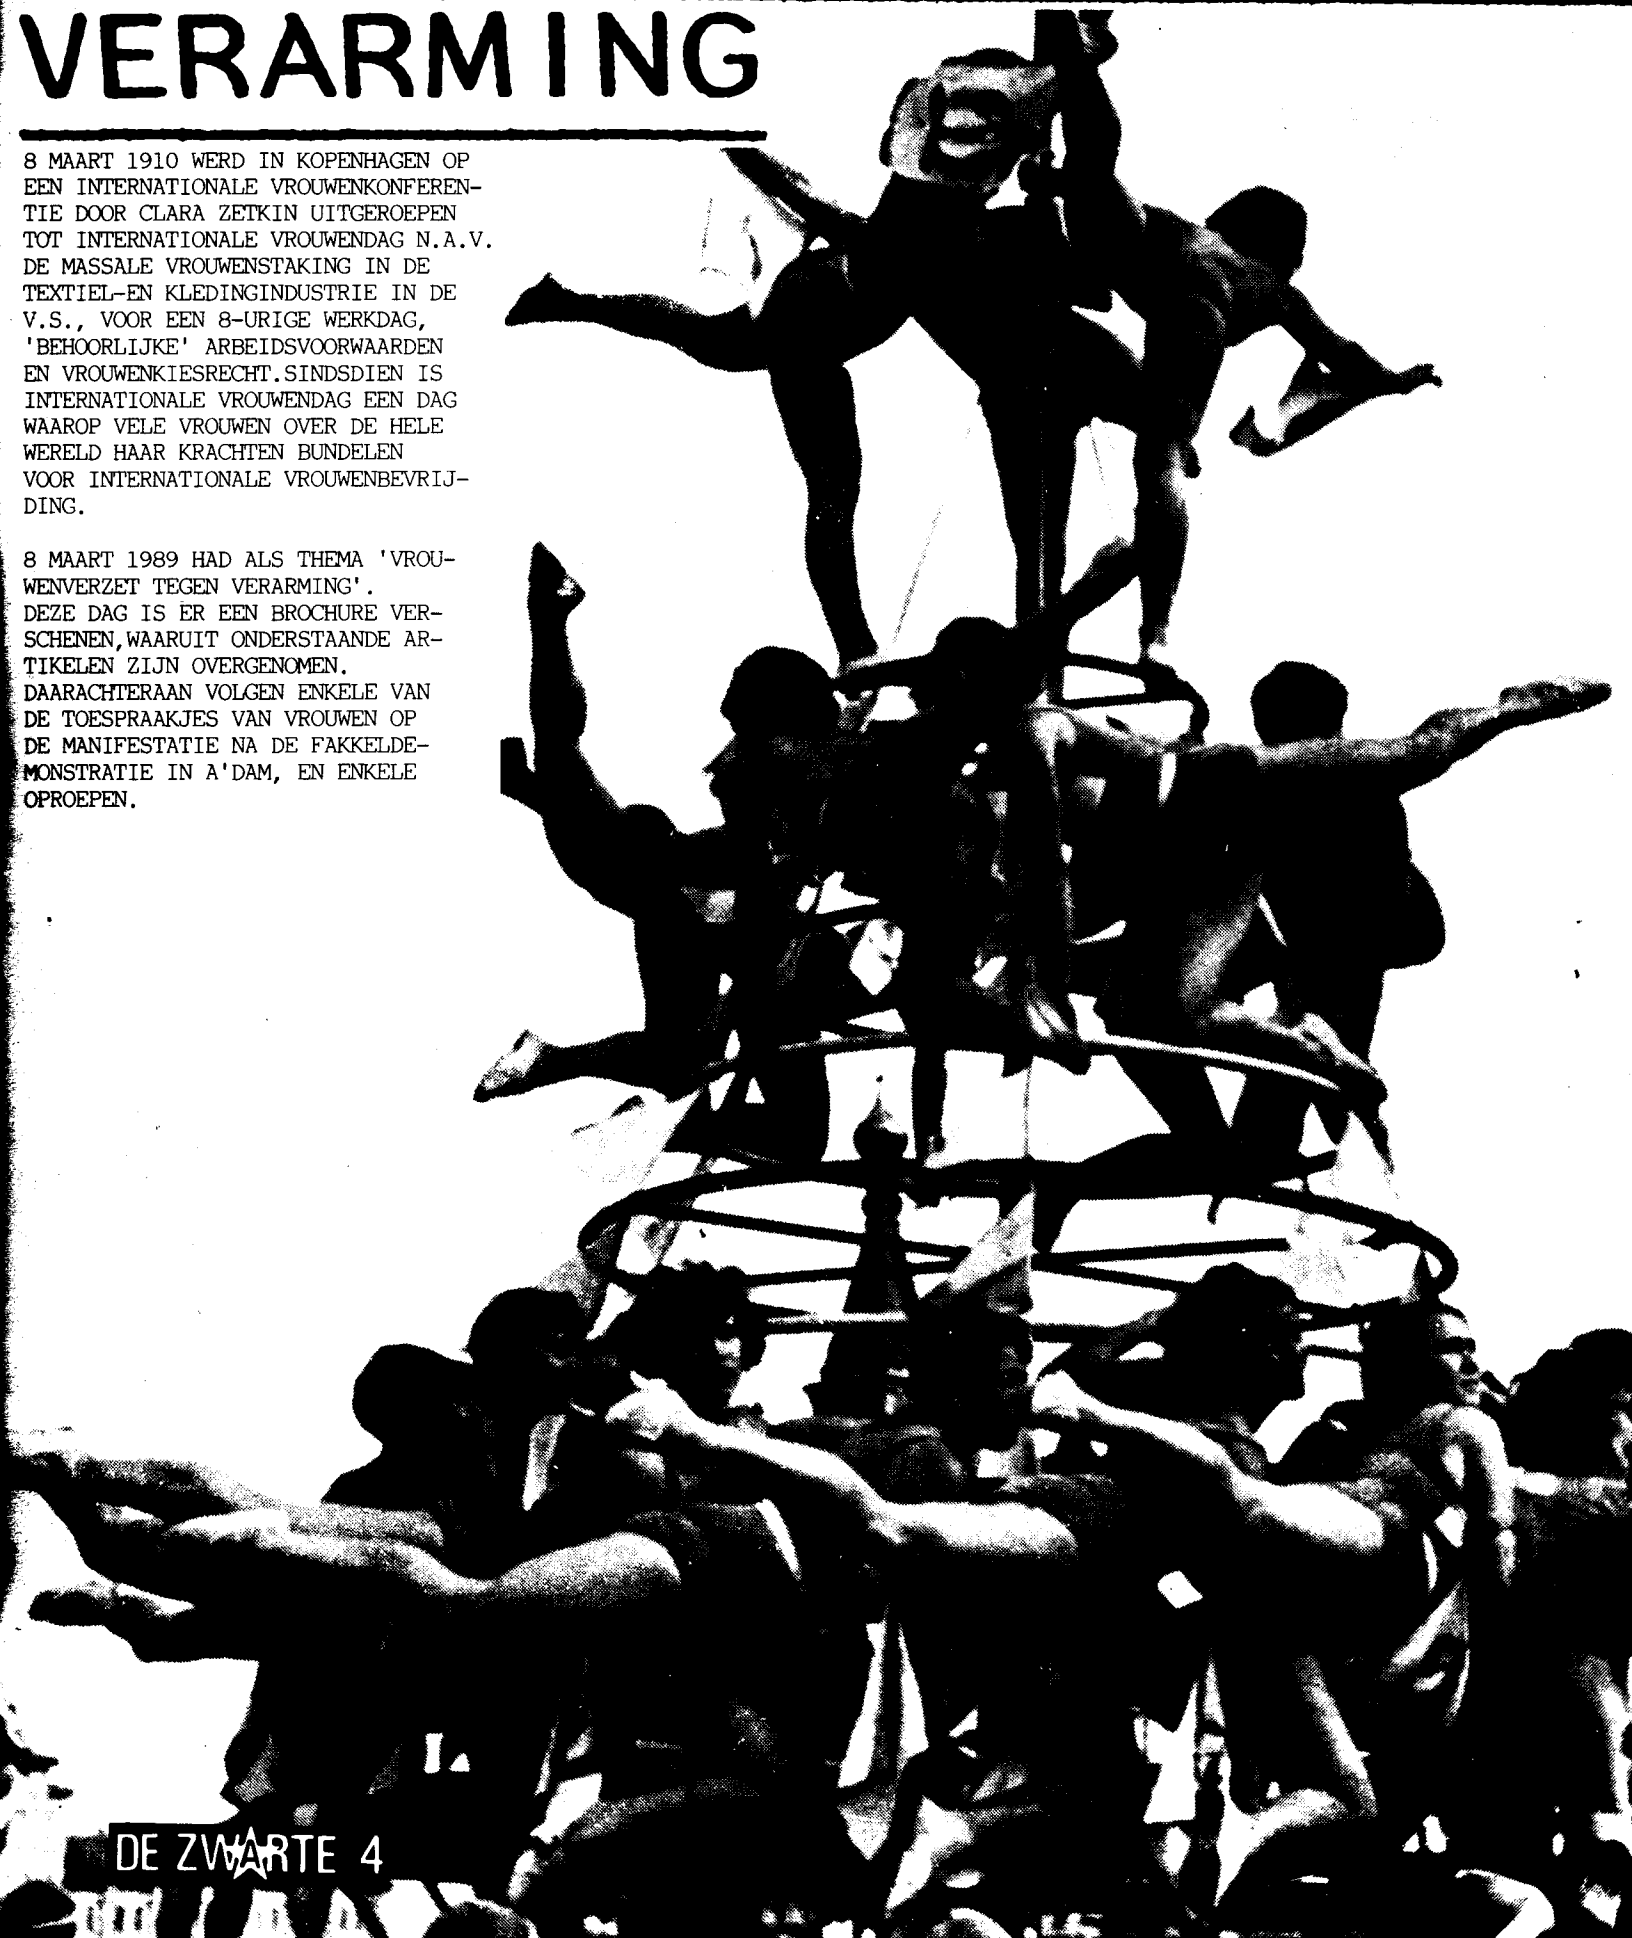 VERARMING
8 MAART 1910 WERD IN KOPENHAGEN OP
EEN INTERNATIONALE VROUWENKONFEREN-
TIE DOOR CLARA ZETKIN UITGEROEPEN
TOT INTERNATIONALE VROUWENDAG N.A.V.
DE MASSALE VROUWENSTAKING IN DE
TEXTIEL-EN KLEDINGINDUSTRIE IN DE
V.S., VOOR EEN 8-URIGE WERKDAG,
'BEHOORLIJKE' ARBEIDSVOORWAARDEN
EN VROUWENKIESRECHT.SINDSDIEN IS
INTERNATIONALE VROUWENDAG EEN DAG
WAAROP VELE VROUWEN OVER DE HELE
WERELD HAAR KRACHTEN BUNDELEN
VOOR INTERNATIONALE VROUWENBEVRIJ-
DING.
8 MAART 1989 HAD ALS THEMA 'VROU-
WENVERZET TEGEN VERARMING'.
DEZE DAG IS ER EEN BROCHURE VER-
SCHENEN,WAARUIT ONDERSTAANDE AR-
TIKELEN ZIJN OVERGENOMEN.
DAARACHTERAAN VOLGEN ENKELE VAN
DE TOESPRAAKJES VAN VROUWEN OP
DE MANIFESTATIE NA DE FAKKELDE-
MONSTRATIE IN A'DAM, EN ENKELE
OPROEPEN.
DE ZWARTE 4